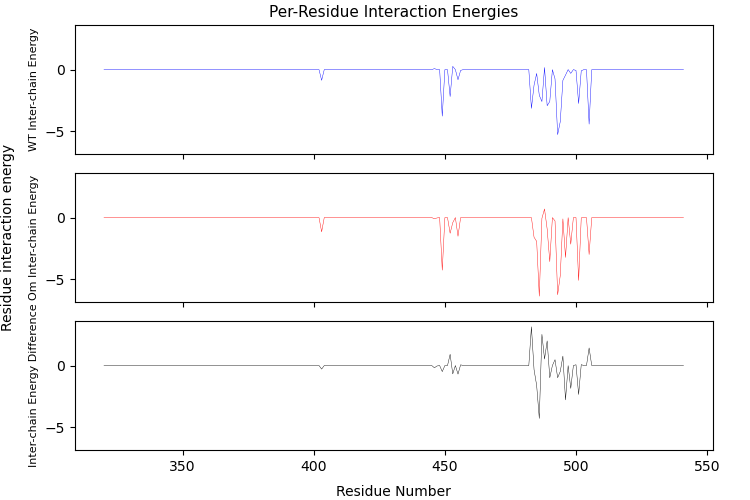 Per-Residue Interaction Energies
Residue interaction energy
WT Inter-chain Energy
0
−5
Om Inter-chain Energy
0
−5
Inter-chain Energy Difference
0
−5
350
400
450
500
550
Residue Number